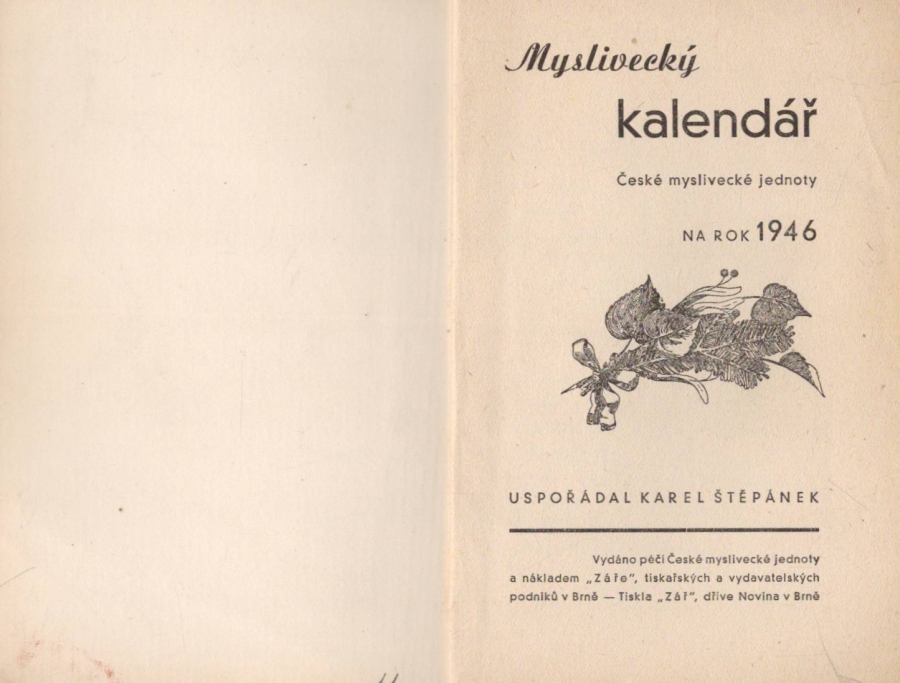 Myslivecký
kalendář
České myslivecké jednoty
NA ROK 1946
USPOŘÁDAL KAREL ŠTĚPÁNEK
Vydáno péčí České myslivecké jednoty
a nákladem „Záře“, tiskařských a vydavatelských
podniků v Brně — Tiskla „Zář“, dříve Novina v Brně